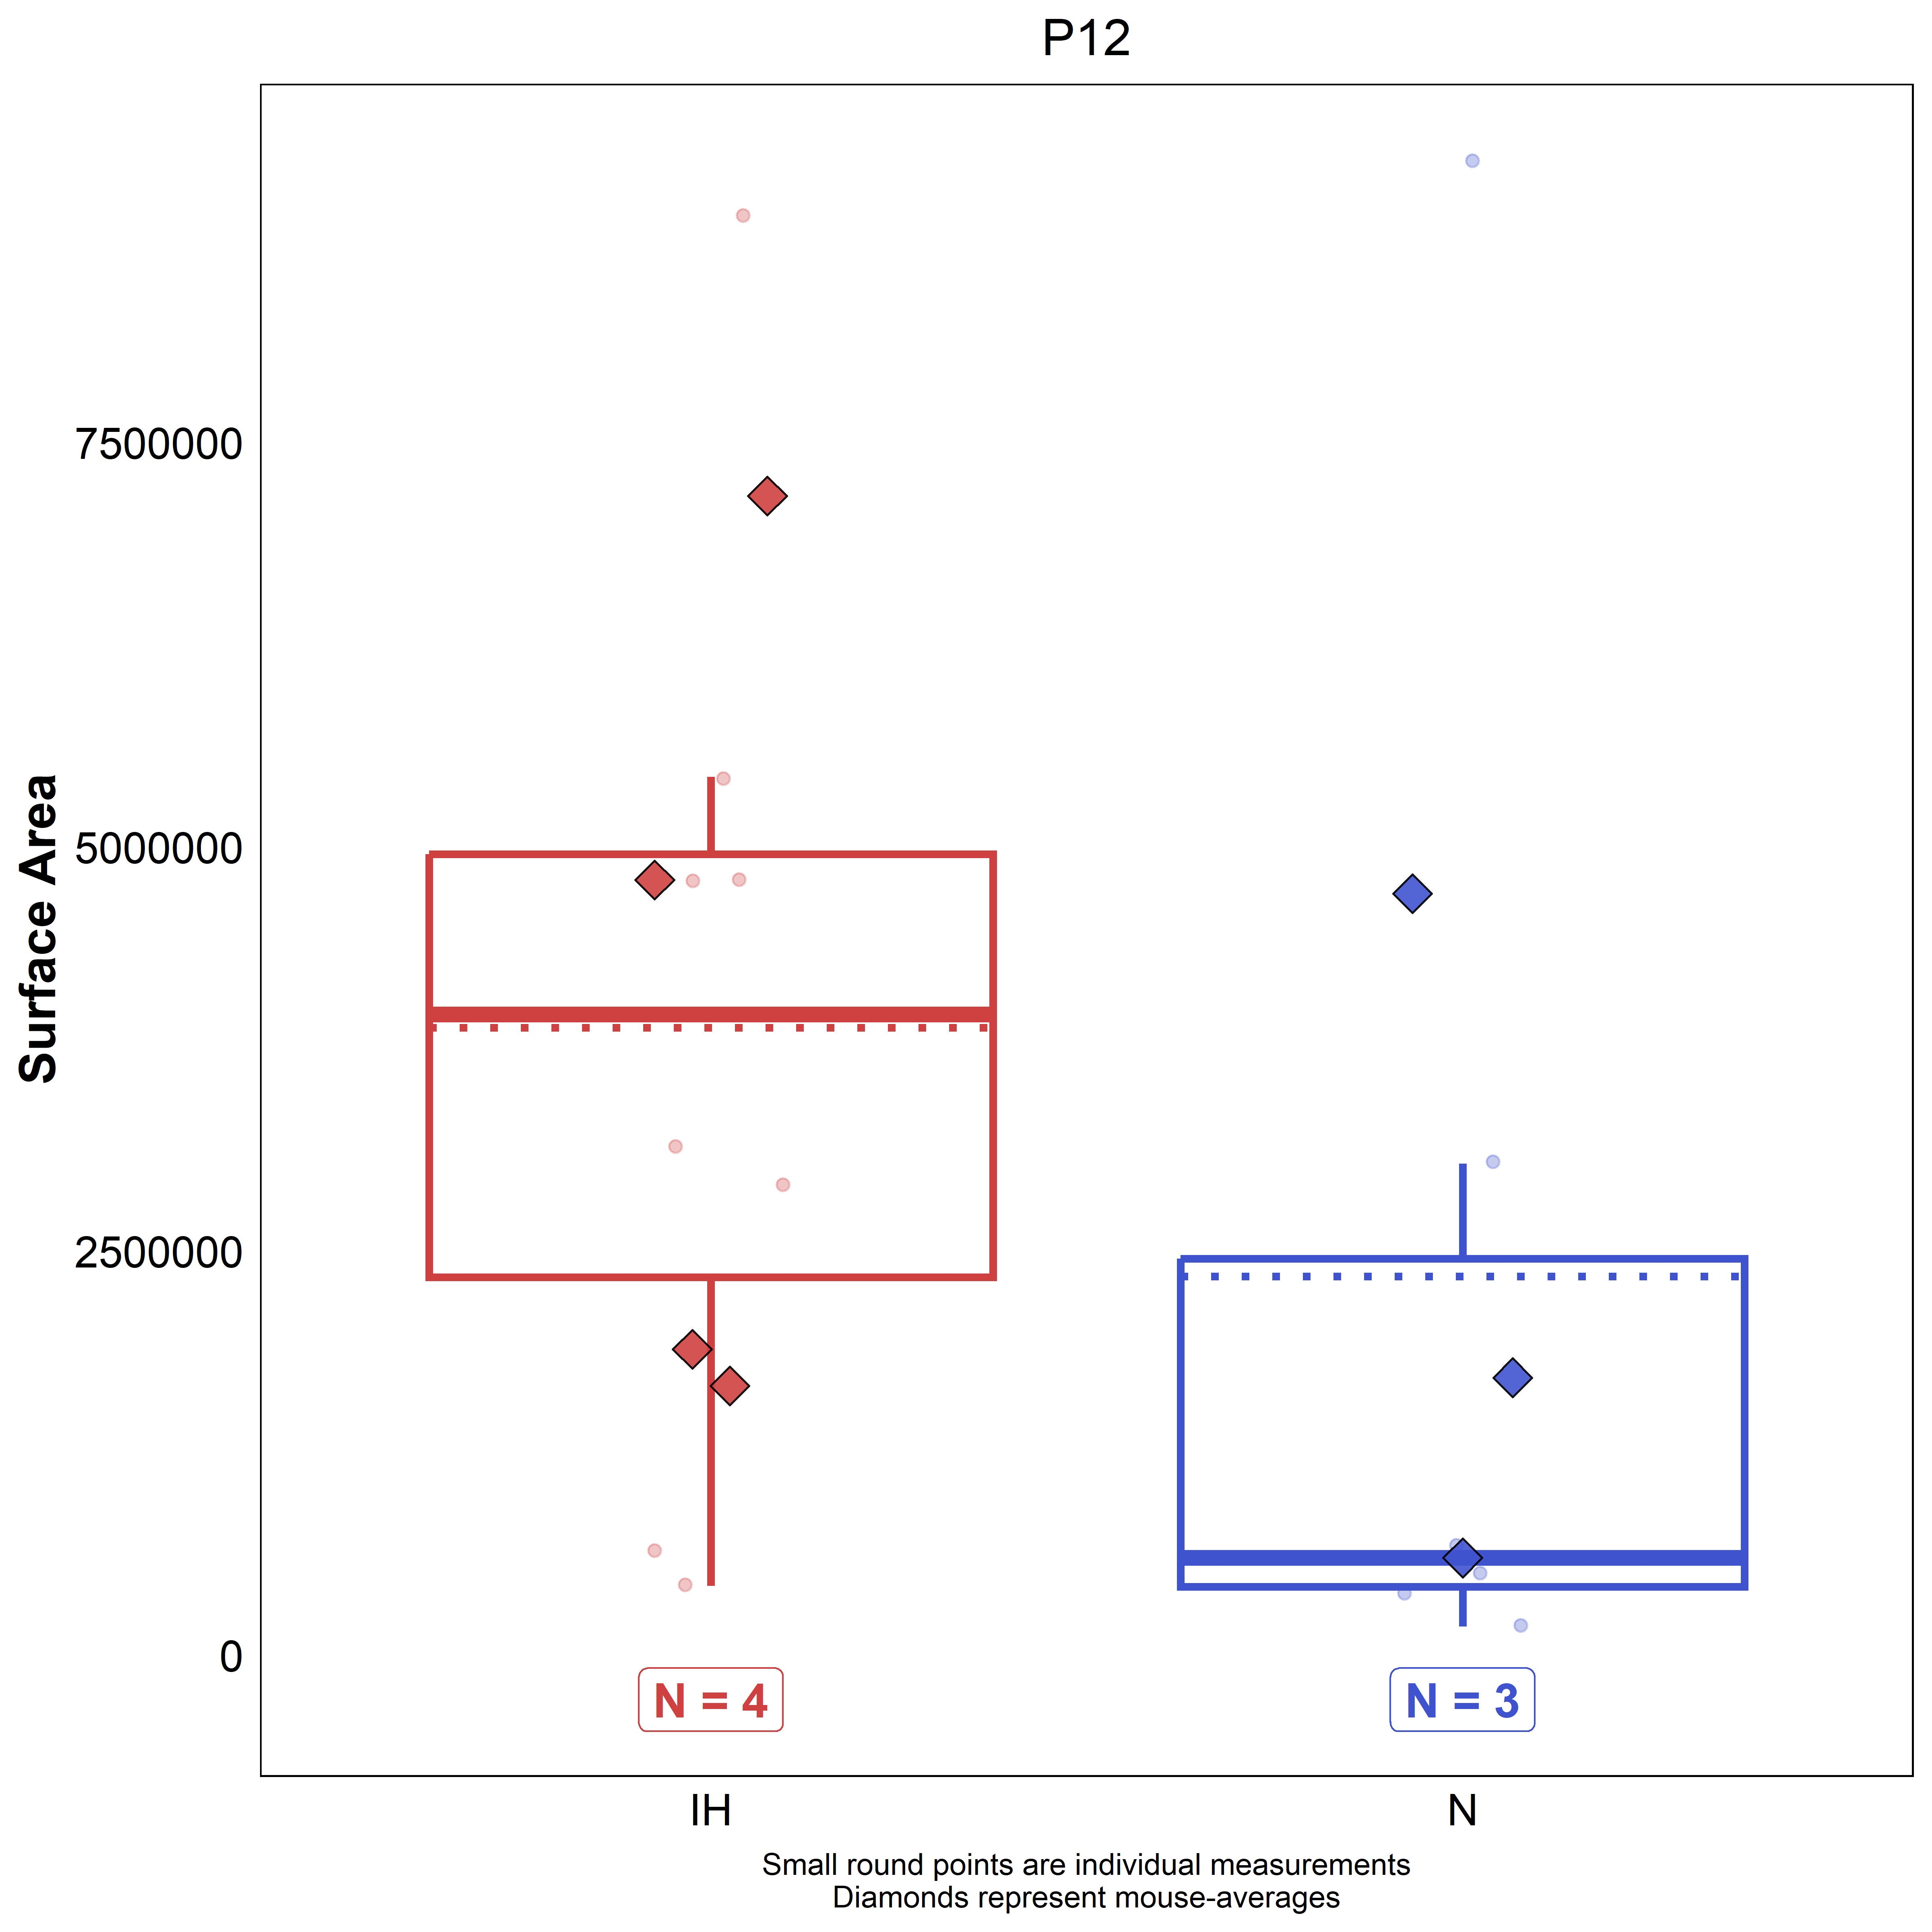 P12
Surface Area
7500000
5000000
2500000
0
N = 4
N = 3
IH
N
Small round points are individual measurements
Diamonds represent mouse-averages